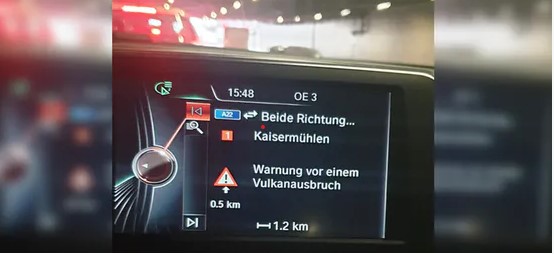 15:48 OE 3
A22 Beide Richtung...
1 Kaisermühlen
Warnung vor einem
Vulkanausbruch
0.5 km
1.2 km